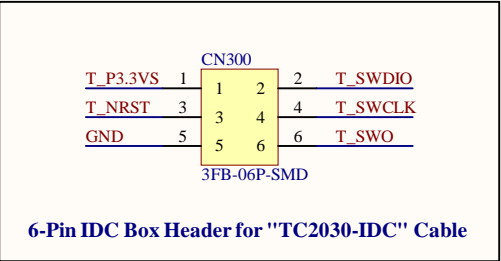 CN300
T_P3.3VS 1 1 2 2 T_SWDIO
T_NRST 3 3 4 4 T_SWCLK
GND 5 5 6 6 T_SWO
3FB-06P-SMD
6-Pin IDC Box Header for "TC2030-IDC" Cable